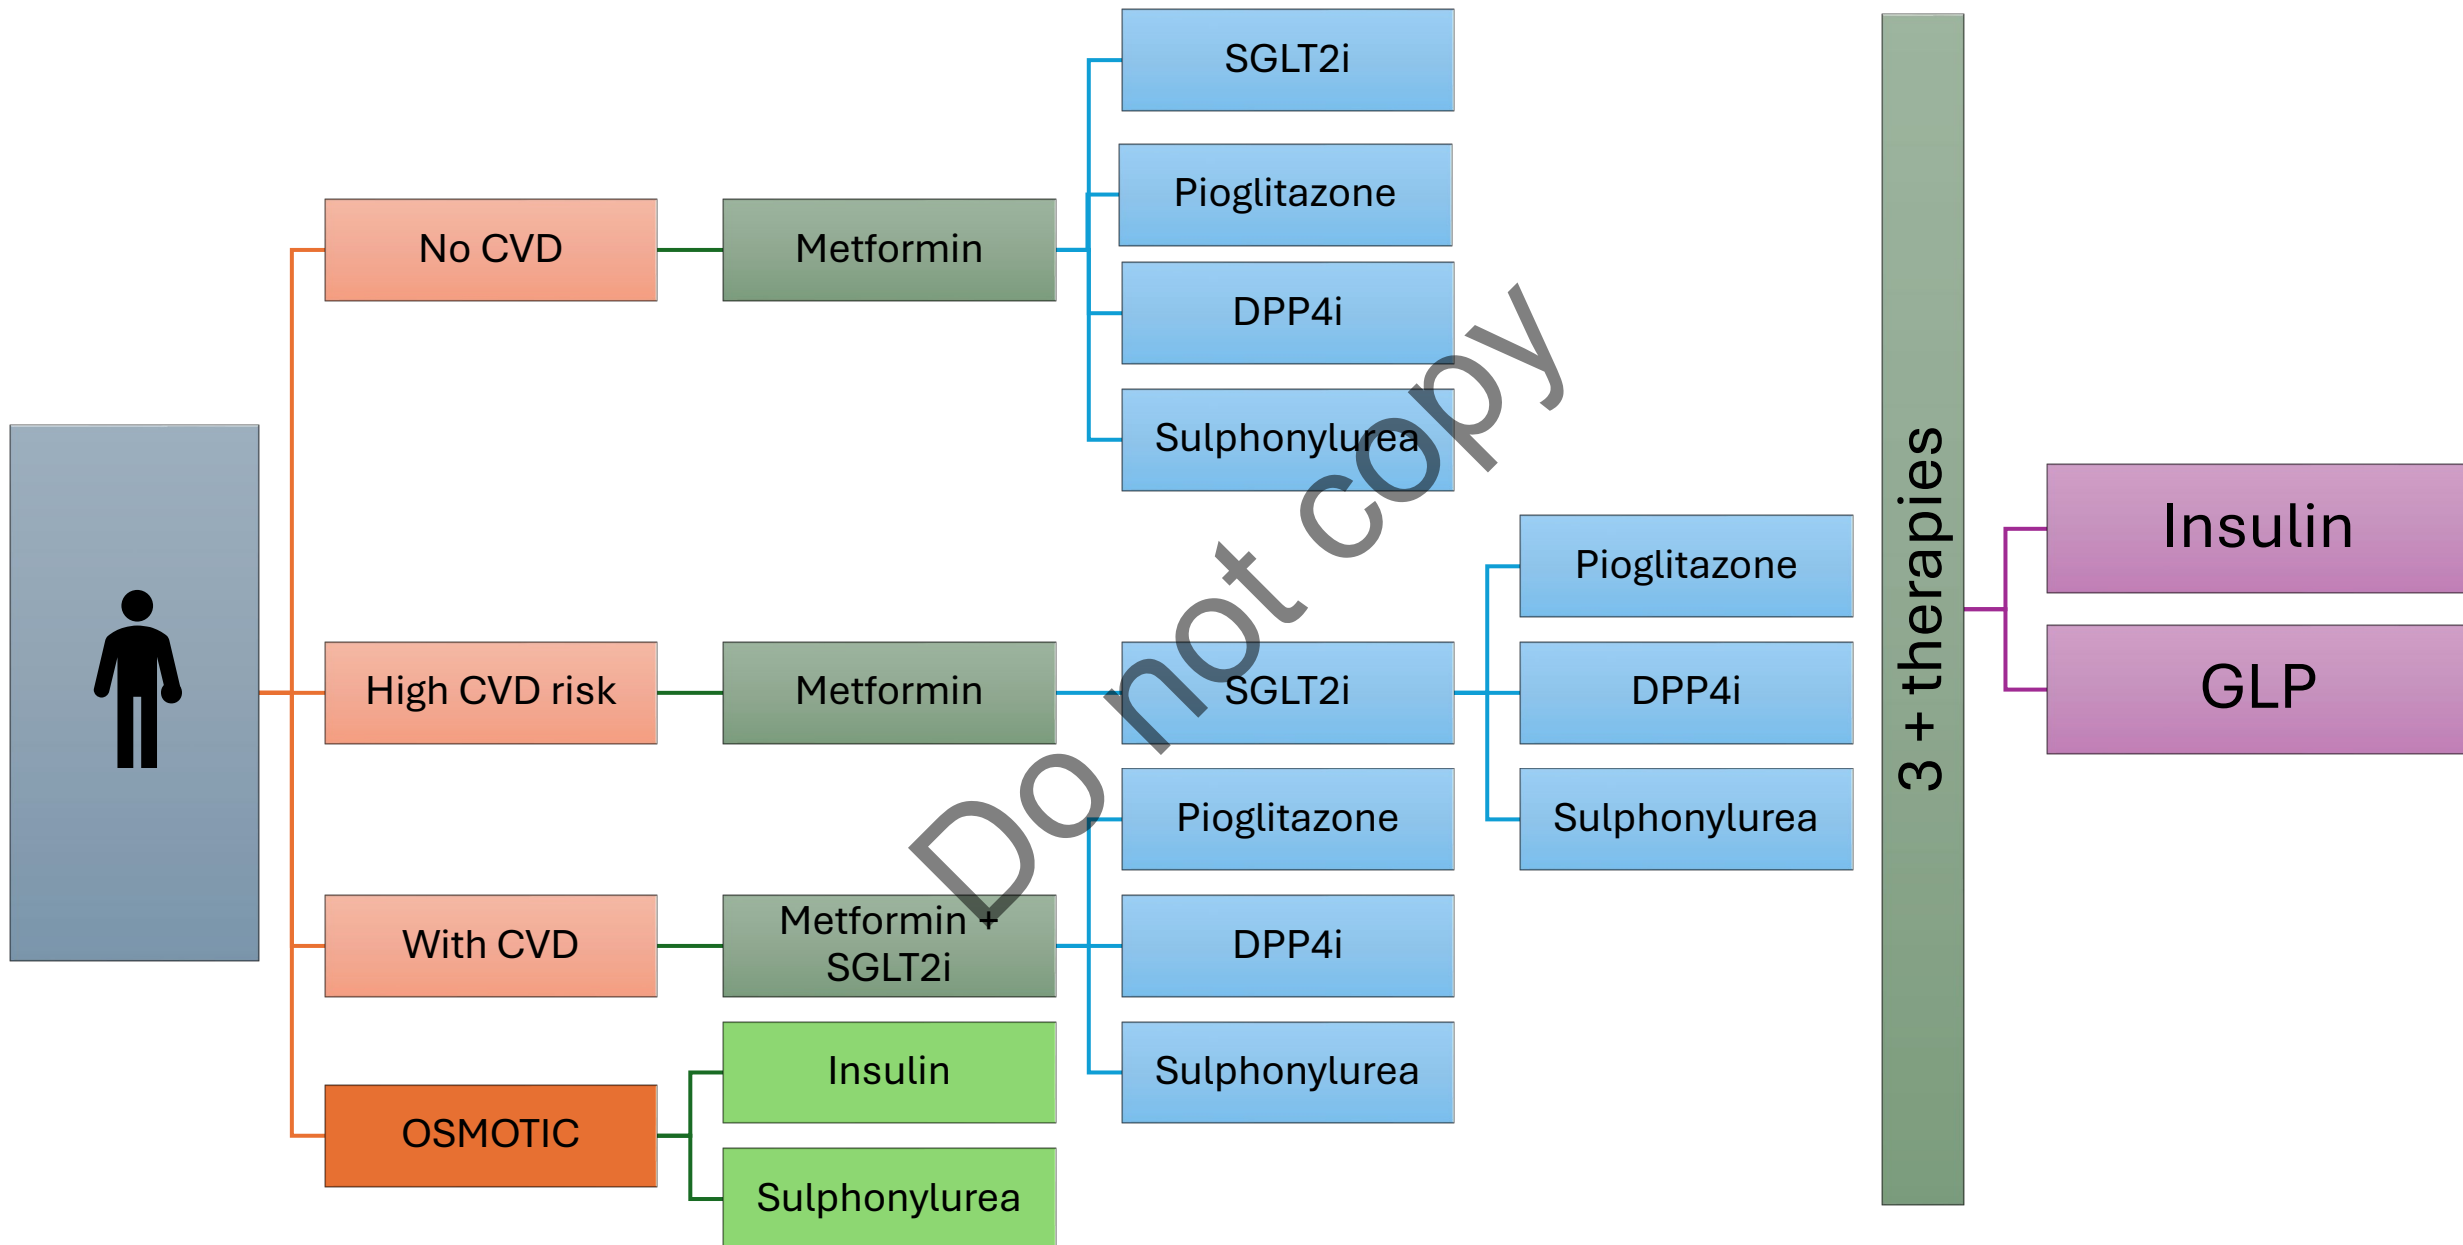 SGLT2i
Pioglitazone
No CVD
Metformin
DPP4i
Sulphonylurea
Pioglitazone
High CVD risk
Metformin
SGLT2i
DPP4i
Pioglitazone
Sulphonylurea
With CVD
Metformin +
SGLT2i
DPP4i
Insulin
Sulphonylurea
OSMOTIC
Sulphonylurea
3 + therapies
Insulin
GLP
Do not copy